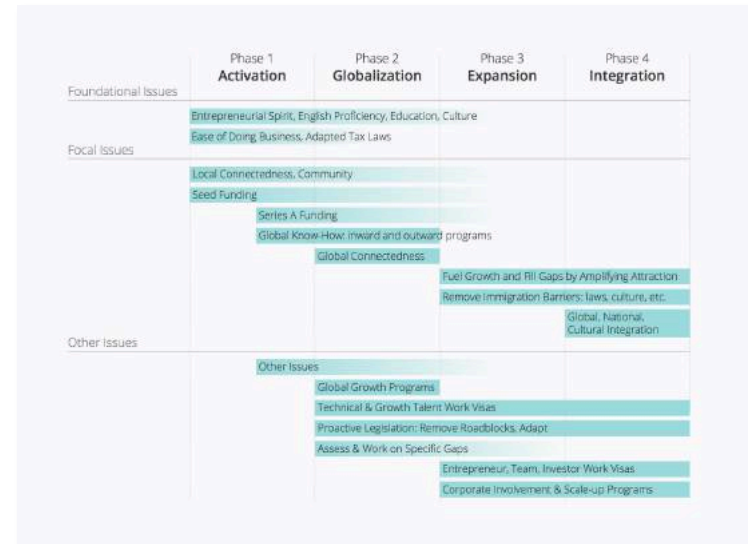 Phase 1
Activation
Phase 2
Globalization
Phase 3
Expansion
Phase 4
Integration
Foundational Issues
Entrepreneurial Spirit, English Proficiency, Education, Culture
Ease of Doing Business, Adapted Tax Laws
Focal Issues
Local Connectedness, Community
Seed Funding
Series A Funding
Global Know-How: inward and outward programs
Global Connectedness
Fuel Growth and Fill Gaps by Amplifying Attraction
Remove Immigration Barriers: laws, culture, etc.
Global, National,
Cultural Integration
Other Issues
Other Issues
Global Growth Programs
Technical & Growth Talent Work Visas
Proactive Legislation: Remove Roadblocks, Adapt
Assess & Work on Specific Gaps
Entrepreneur, Team, Investor Work Visas
Corporate Involvement & Scale-up Programs